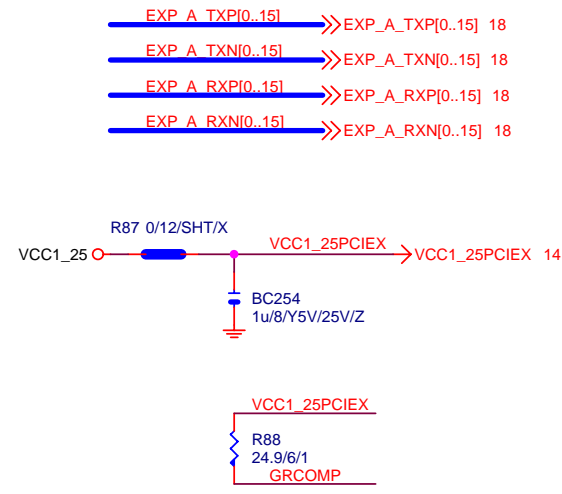 EXP_A_TXP[0..15] EXP_A_TXP[0..15] 18
EXP_A_TXN[0..15] EXP_A_TXN[0..15] 18
EXP_A_RXP[0..15] EXP_A_RXP[0..15] 18
EXP_A_RXN[0..15] EXP_A_RXN[0..15] 18
R87 0/12/SHT/X
VCC1_25 VCC1_25PCIEX VCC1_25PCIEX 14
BC254
1u/8/Y5V/25V/Z
VCC1_25PCIEX
R88
24.9/6/1
GRCOMP